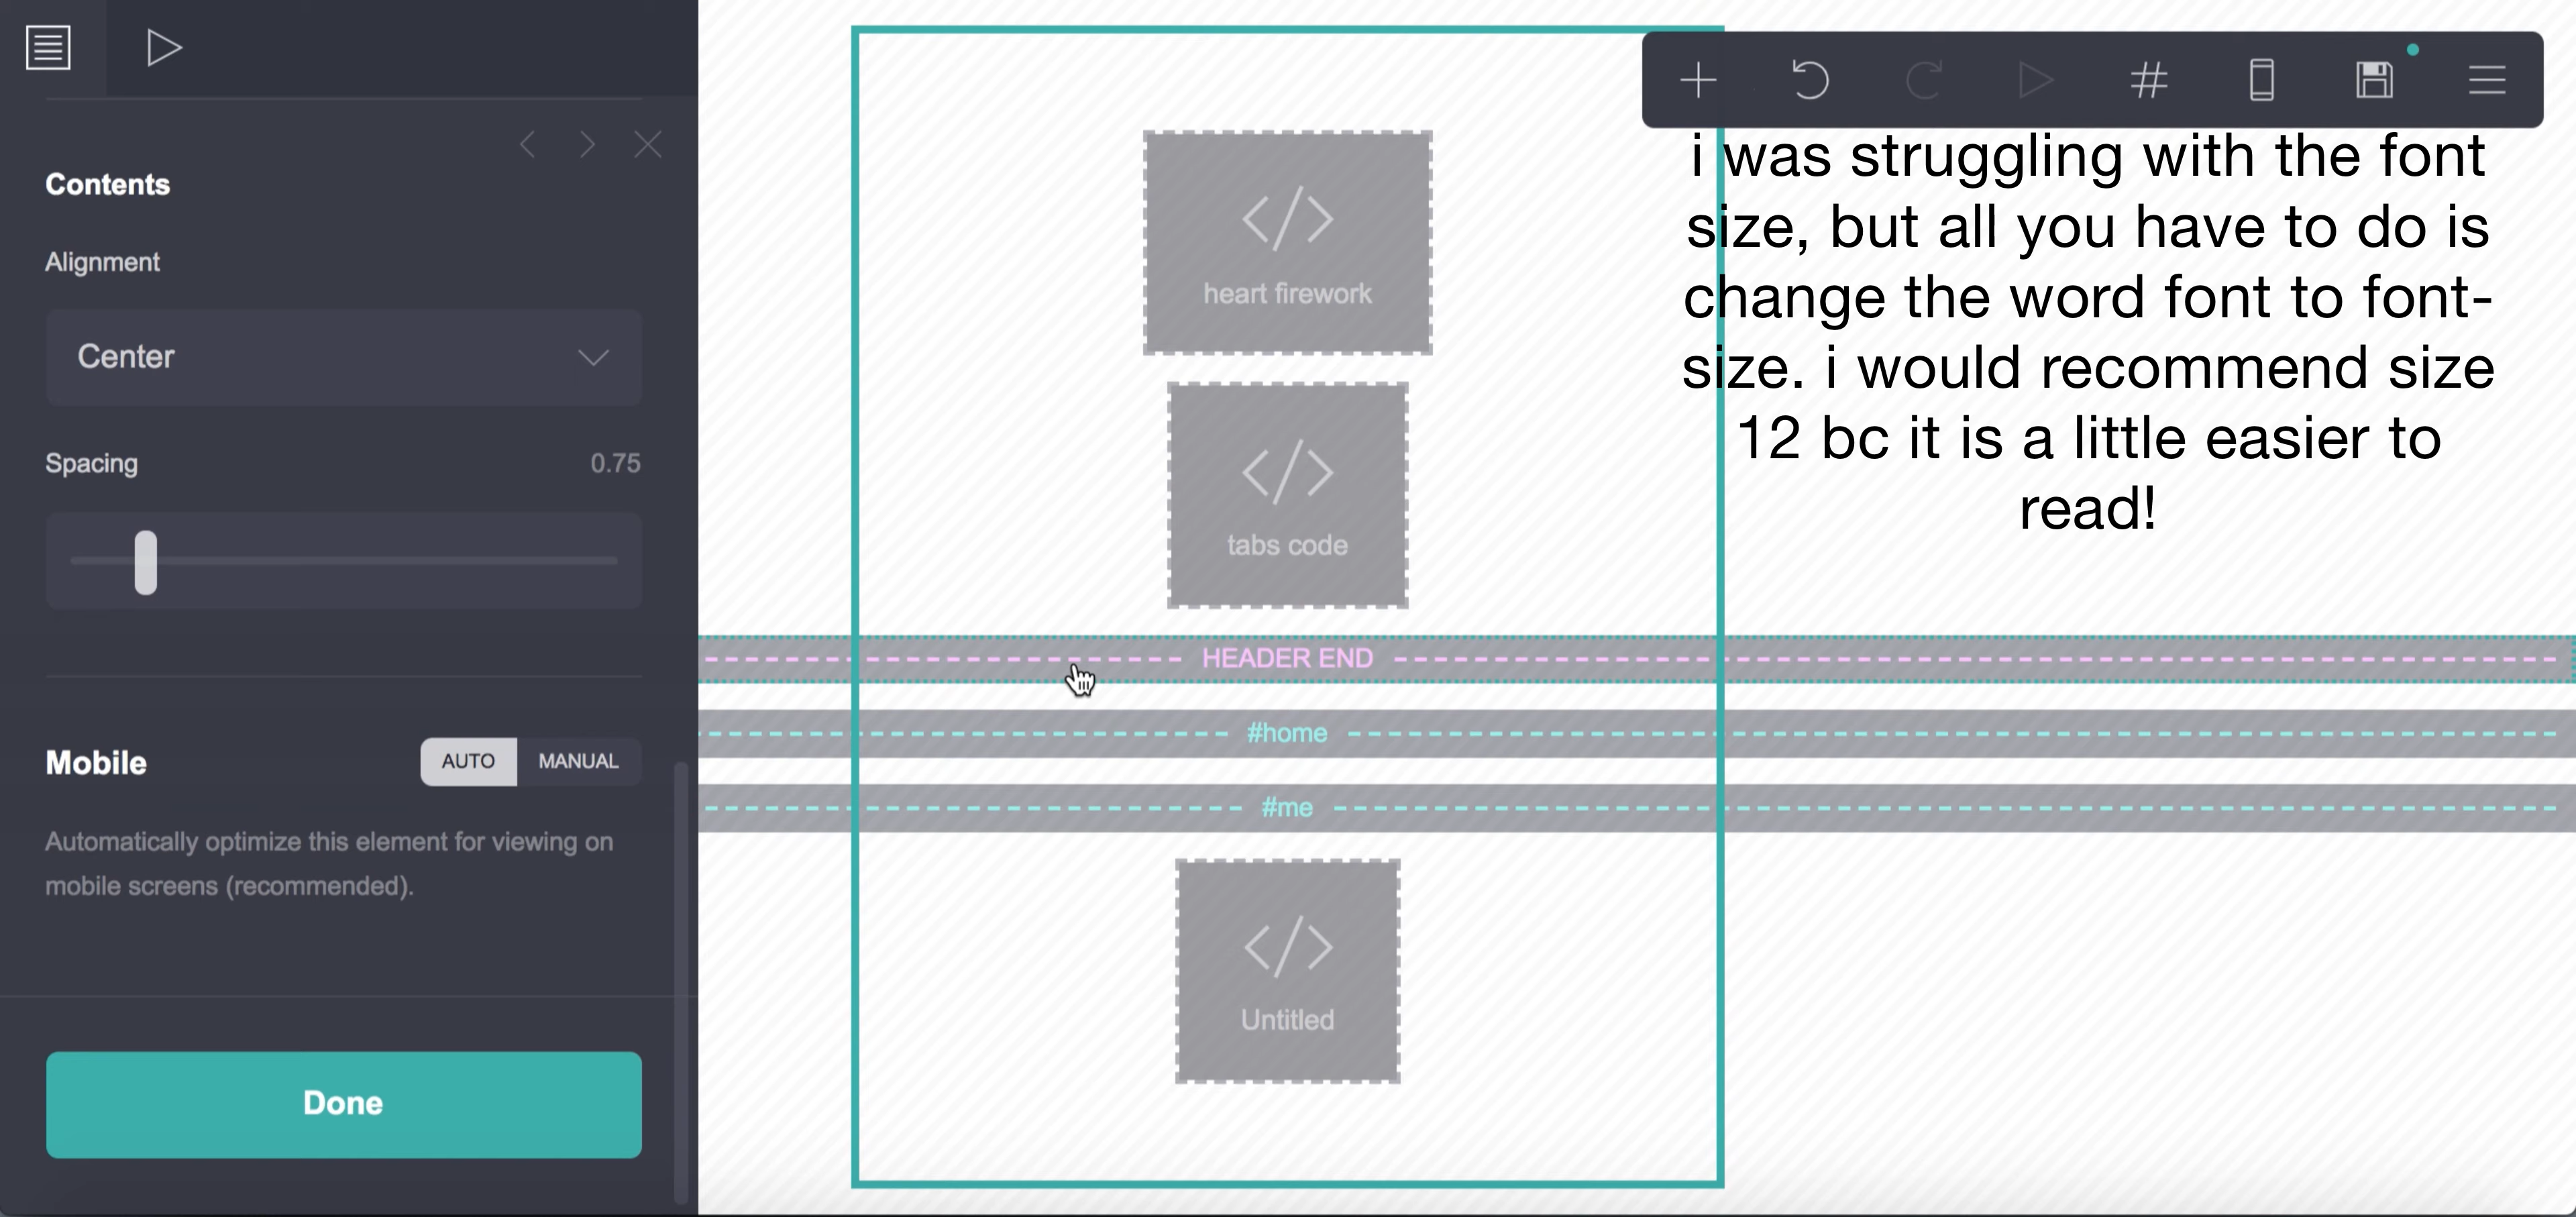 Contents
Alignment
Center
Spacing 0.75
Mobile AUTO MANUAL
Automatically optimize this element for viewing on
mobile screens (recommended).
Done
heart firework
tabs code
HEADER END
#home
#me
Untitled
i was struggling with the font
size, but all you have to do is
change the word font to font-
size. i would recommend size
12 bc it is a little easier to
read!